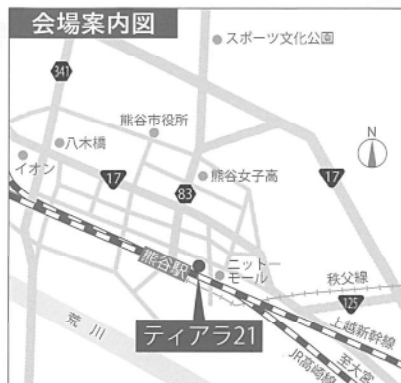 会場案内図
スポーツ文化公園
341
熊谷市役所
八木橋
イオン
N
17
熊谷女子高
17
83
熊谷駅
ニットー
モール
秩父線
125
荒川
ティアラ21
上越新幹線
至大宮
JR高崎線